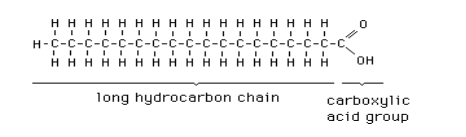 H H H H H H H H H H H H H H H H H O
H-C-C-C-C-C-C-C-C-C-C-C-C-C-C-C-C-C-C
H H H H H H H H H H H H H H H H H OH
long hydrocarbon chain
carboxylic
acid group